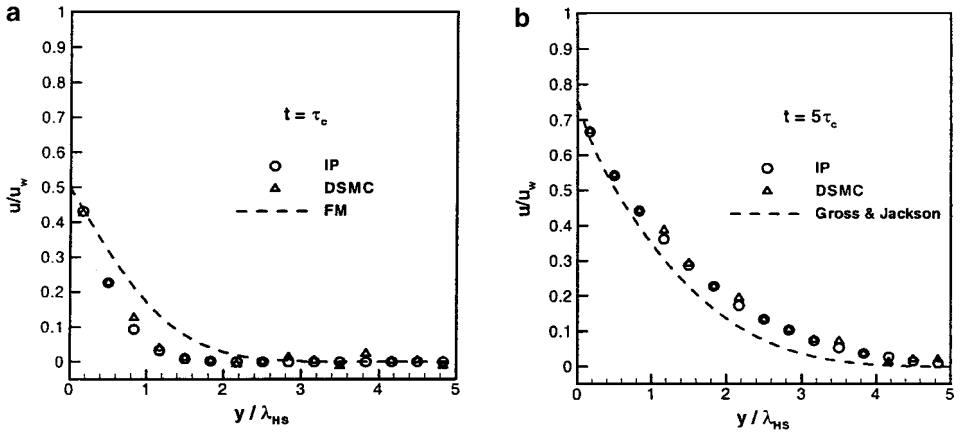 a
1
0.9
0.8
0.7
0.6
0.5
0.4
0.3
0.2
0.1
0
u/u_w
t = τ_c
IP
DSMC
FM
0 1 2 3 4 5
y / λ_HS
b
1
0.9
0.8
0.7
0.6
0.5
0.4
0.3
0.2
0.1
0
u/u_w
t = 5τ_c
IP
DSMC
Gross & Jackson
0 1 2 3 4 5
y / λ_HS